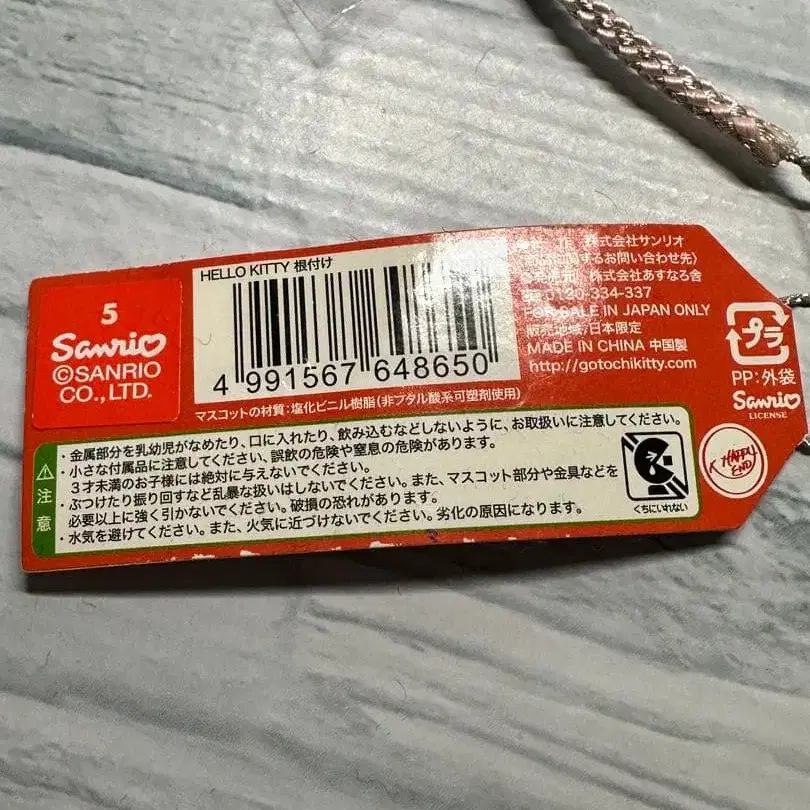 5
Sanrio
©SANRIO
CO., LTD.
HELLO KITTY 根付け
4 991567 648650
マスコットの材質:塩化ビニル樹脂(非フタル酸系可塑剤使用)
株式会社サンリオ
に関するお問い合わせ先〉
株式会社あすなろ舎
0120-334-337
FOR SALE IN JAPAN ONLY
販売地域/日本限定
MADE IN CHINA 中国製
http://gotochikitty.com
プラ
PP:外袋
Sanrio
LICENSE
K HAPPY
END
注意
・金属部分を乳幼児がなめたり、口に入れたり、飲み込むなどしないように、お取扱いに注意してください。
・小さな付属品に注意してください、誤飲の危険や窒息の危険があります。
3才未満のお子様には絶対に与えないでください。
・ぶつけたり振り回すなど乱暴な扱いはしないでください。また、マスコット部分や金具などを
必要以上に強く引かないでください。破損の恐れがあります。
・水気を避けてください。また、火気に近づけないでください。劣化の原因になります。
くちにいれない